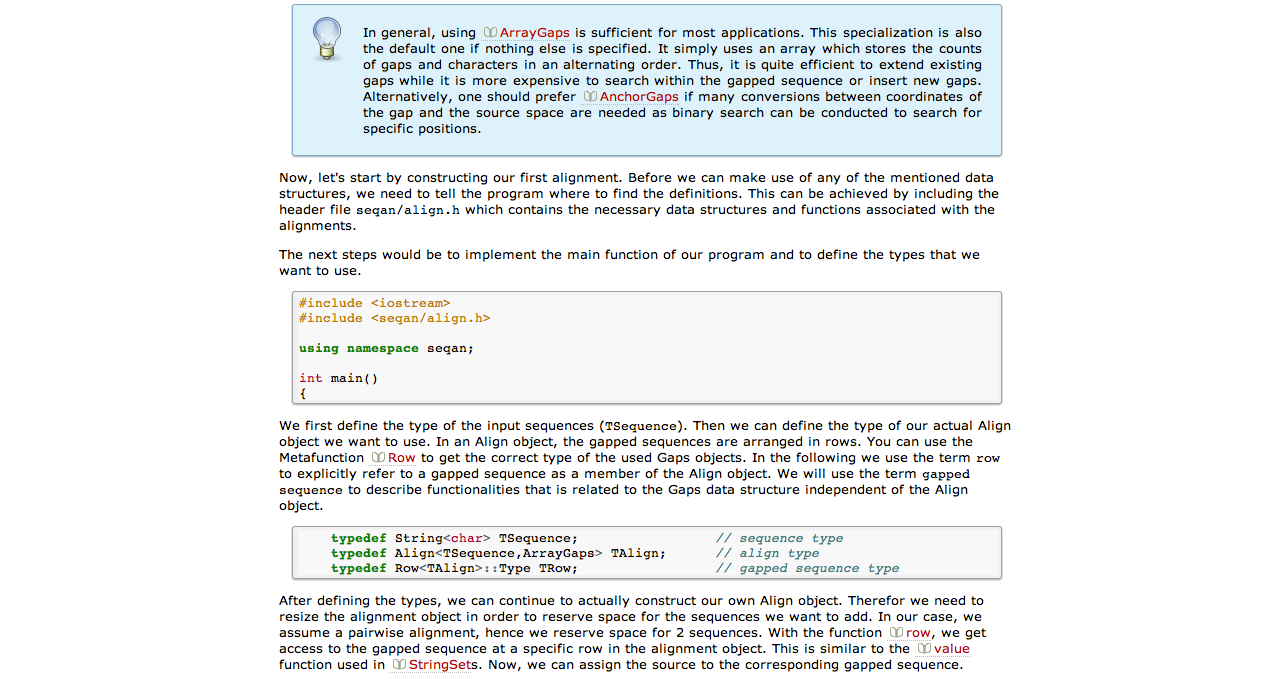 In general, using ArrayGaps is sufficient for most applications. This specialization is also
the default one if nothing else is specified. It simply uses an array which stores the counts
of gaps and characters in an alternating order. Thus, it is quite efficient to extend existing
gaps while it is more expensive to search within the gapped sequence or insert new gaps.
Alternatively, one should prefer AnchorGaps if many conversions between coordinates of
the gap and the source space are needed as binary search can be conducted to search for
specific positions.
Now, let's start by constructing our first alignment. Before we can make use of any of the mentioned data
structures, we need to tell the program where to find the definitions. This can be achieved by including the
header file seqan/align.h which contains the necessary data structures and functions associated with the
alignments.
The next steps would be to implement the main function of our program and to define the types that we
want to use.
#include <iostream>
#include <seqan/align.h>
using namespace seqan;
int main()
{
We first define the type of the input sequences (TSequence). Then we can define the type of our actual Align
object we want to use. In an Align object, the gapped sequences are arranged in rows. You can use the
Metafunction Row to get the correct type of the used Gaps objects. In the following we use the term row
to explicitly refer to a gapped sequence as a member of the Align object. We will use the term gapped
sequence to describe functionalities that is related to the Gaps data structure independent of the Align
object.
typedef String<char> TSequence; // sequence type
typedef Align<TSequence,ArrayGaps> TAlign; // align type
typedef Row<TAlign>::Type TRow; // gapped sequence type
After defining the types, we can continue to actually construct our own Align object. Therefor we need to
resize the alignment object in order to reserve space for the sequences we want to add. In our case, we
assume a pairwise alignment, hence we reserve space for 2 sequences. With the function row, we get
access to the gapped sequence at a specific row in the alignment object. This is similar to the value
function used in StringSets. Now, we can assign the source to the corresponding gapped sequence.